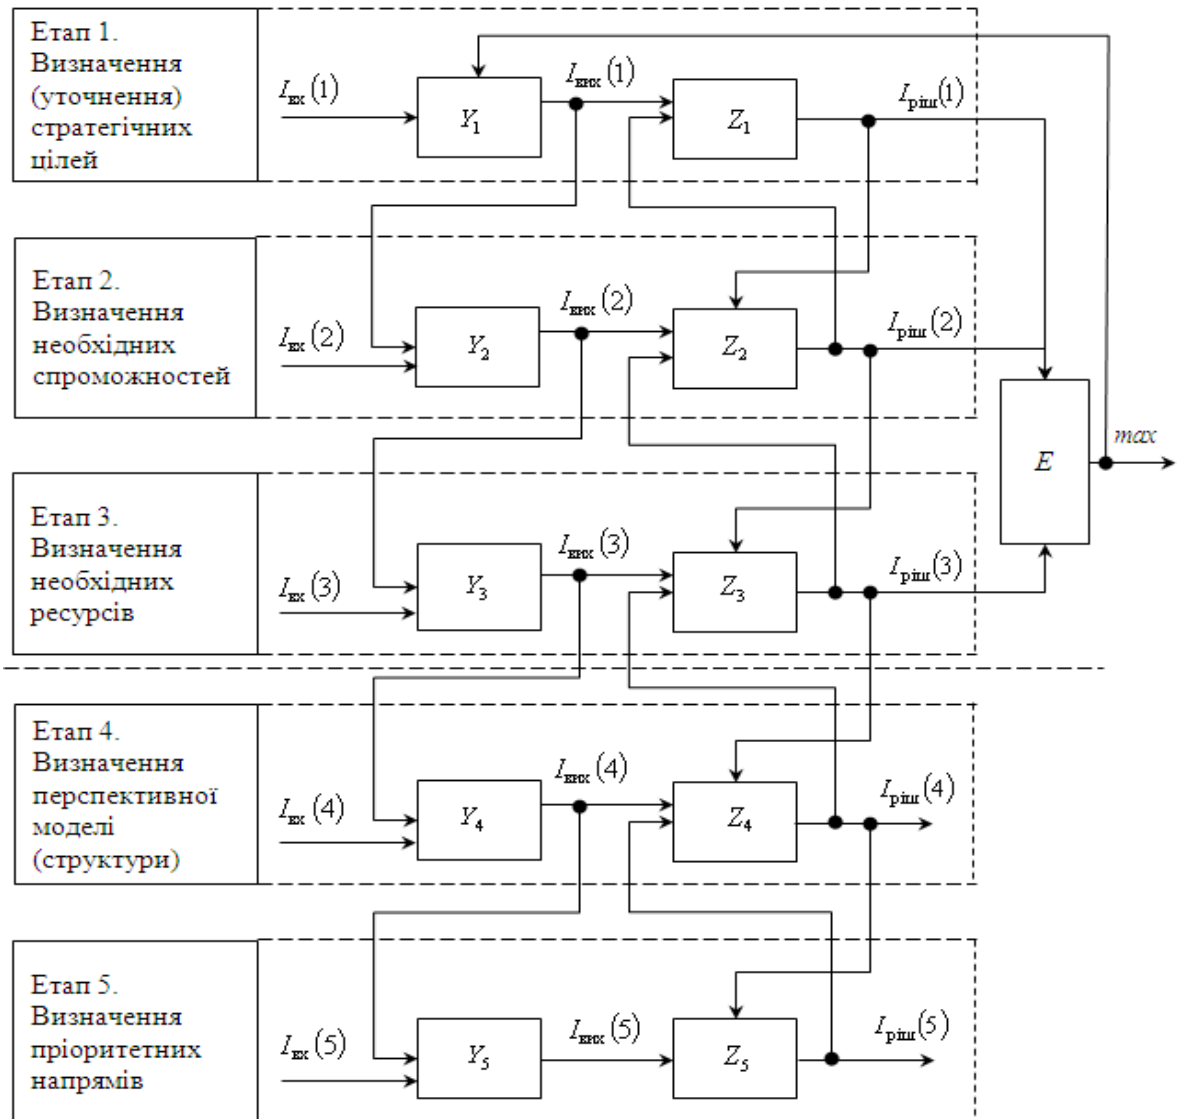 Етап 1.
Визначення
(уточнення)
стратегічних
цілей
Iвх(1)
Y1
Iвих(1)
Z1
Iріш(1)
Етап 2.
Визначення
необхідних
спроможностей
Iвх(2)
Y2
Iвих(2)
Z2
Iріш(2)
E
max
Етап 3.
Визначення
необхідних
ресурсів
Iвх(3)
Y3
Iвих(3)
Z3
Iріш(3)
Етап 4.
Визначення
перспективної
моделі
(структури)
Iвх(4)
Y4
Iвих(4)
Z4
Iріш(4)
Етап 5.
Визначення
пріоритетних
напрямів
Iвх(5)
Y5
Iвих(5)
Z5
Iріш(5)